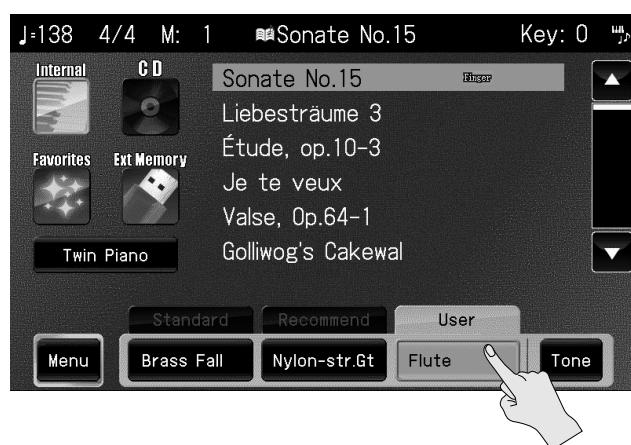 ♩=138 4/4 M: 1 Sonate No.15 Key: 0
Internal CD
Favorites Ext Memory
Twin Piano
Sonate No.15 Finger
Liebesträume 3
Étude, op.10-3
Je te veux
Valse, Op.64-1
Golliwog's Cakewal
Standard Recommend User
Menu Brass Fall Nylon-str.Gt Flute Tone